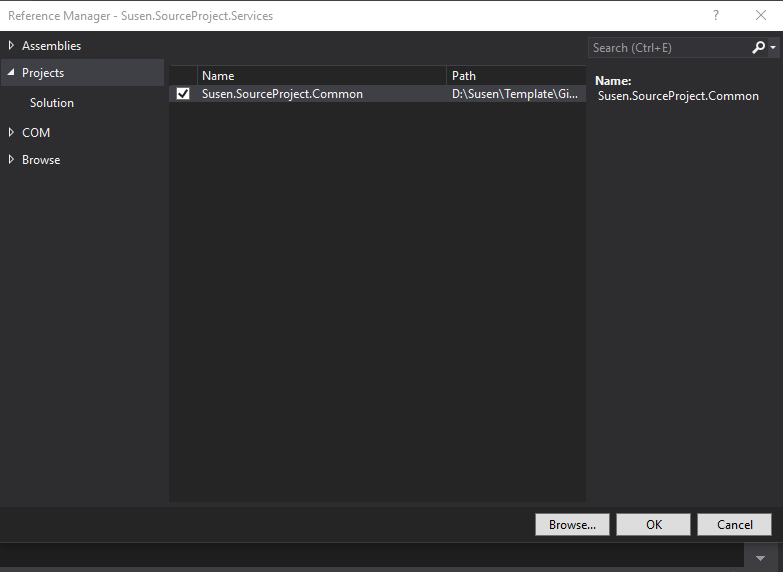 Reference Manager - Susen.SourceProject.Services
?
Assemblies
Search (Ctrl+E)
Projects
Name Path
Name:
Solution
Susen.SourceProject.Common D:\Susen\Template\Gi...
Susen.SourceProject.Common
COM
Browse
Browse... OK Cancel